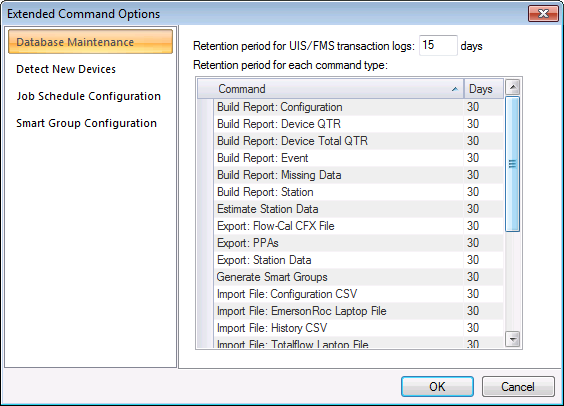 Extended Command Options
Database Maintenance
Detect New Devices
Job Schedule Configuration
Smart Group Configuration
Retention period for UIS/FMS transaction logs: 15 days
Retention period for each command type:
Command Days
Build Report: Configuration 30
Build Report: Device QTR 30
Build Report: Device Total QTR 30
Build Report: Event 30
Build Report: Missing Data 30
Build Report: Station 30
Estimate Station Data 30
Export: Flow-Cal CFX File 30
Export: PPAs 30
Export: Station Data 30
Generate Smart Groups 30
Import File: Configuration CSV 30
Import File: EmersonRoc Laptop File 30
Import File: History CSV 30
Import File: Totalflow Laptop File 30
OK Cancel